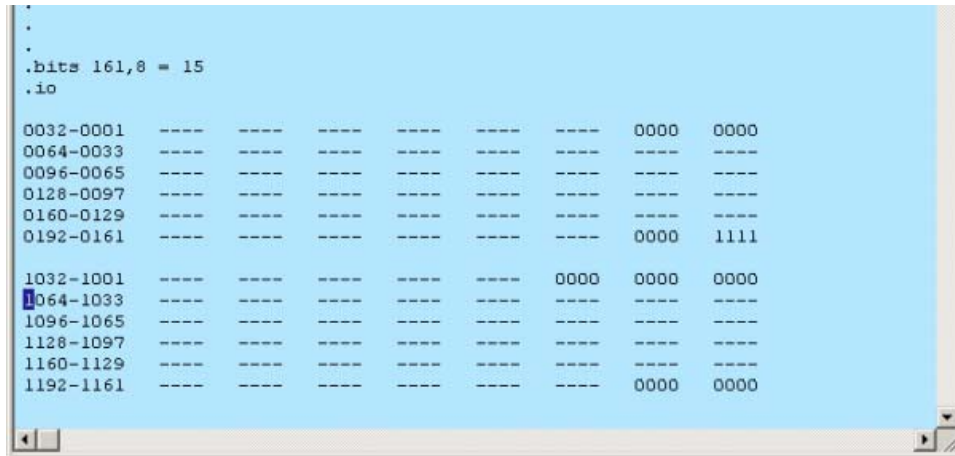 .
.
.
.bits 161,8 = 15
.io
0032-0001 ---- ---- ---- ---- ---- ---- 0000 0000
0064-0033 ---- ---- ---- ---- ---- ---- ---- ----
0096-0065 ---- ---- ---- ---- ---- ---- ---- ----
0128-0097 ---- ---- ---- ---- ---- ---- ---- ----
0160-0129 ---- ---- ---- ---- ---- ---- ---- ----
0192-0161 ---- ---- ---- ---- ---- ---- 0000 1111
1032-1001 ---- ---- ---- ---- ---- 0000 0000 0000
1064-1033 ---- ---- ---- ---- ---- ---- ---- ----
1096-1065 ---- ---- ---- ---- ---- ---- ---- ----
1128-1097 ---- ---- ---- ---- ---- ---- ---- ----
1160-1129 ---- ---- ---- ---- ---- ---- ---- ----
1192-1161 ---- ---- ---- ---- ---- ---- 0000 0000